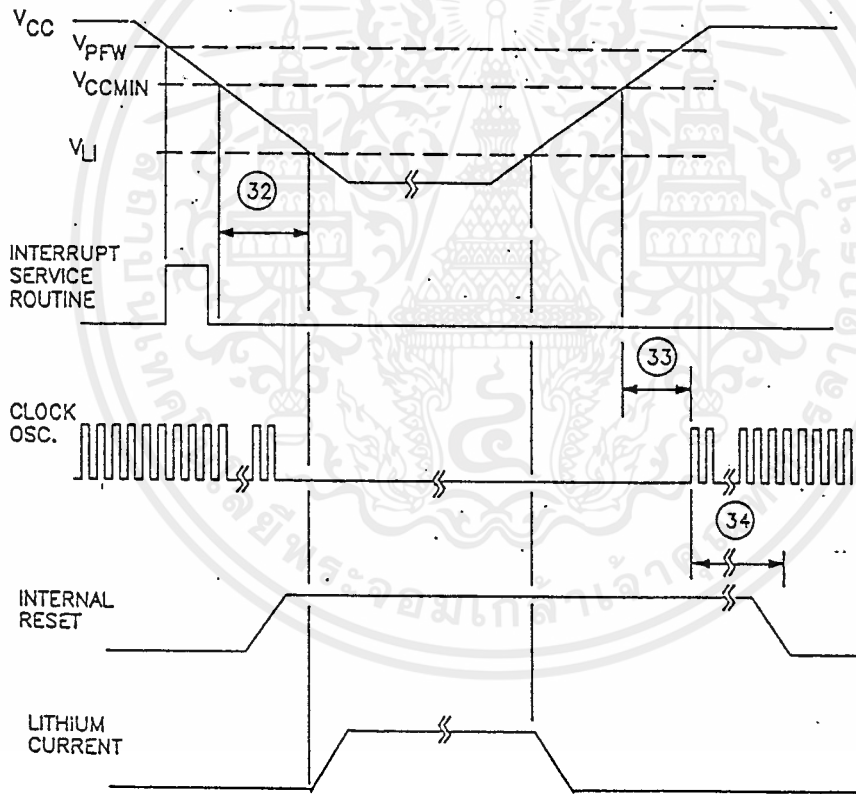 VCC
VPFW
VCCMIN
VLI
32
INTERRUPT
SERVICE
ROUTINE
33
CLOCK
OSC.
34
INTERNAL
RESET
LITHIUM
CURRENT